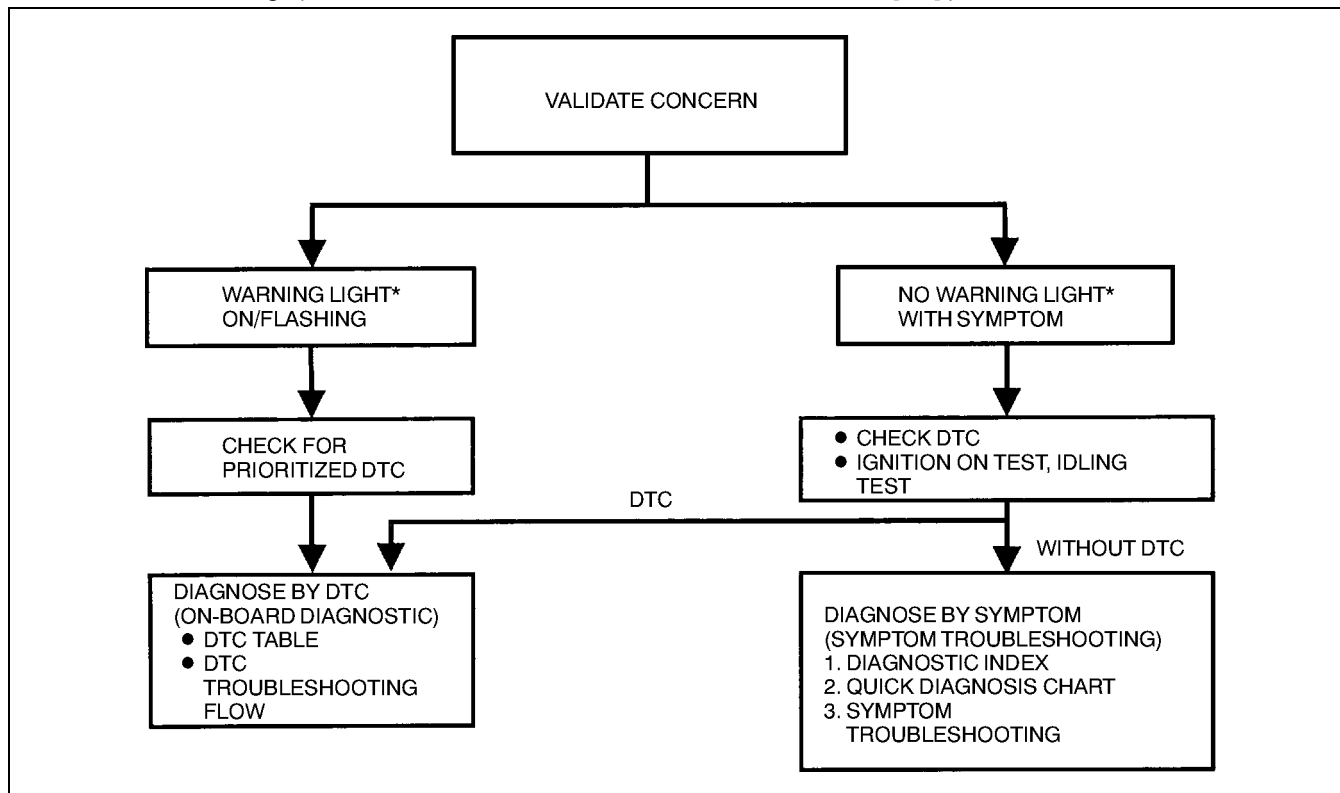 VALIDATE CONCERN
WARNING LIGHT*
ON/FLASHING
NO WARNING LIGHT*
WITH SYMPTOM
CHECK FOR
PRIORITIZED DTC
● CHECK DTC
● IGNITION ON TEST, IDLING
TEST
DTC
WITHOUT DTC
DIAGNOSE BY DTC
(ON-BOARD DIAGNOSTIC)
● DTC TABLE
● DTC
TROUBLESHOOTING
FLOW
DIAGNOSE BY SYMPTOM
(SYMPTOM TROUBLESHOOTING)
1. DIAGNOSTIC INDEX
2. QUICK DIAGNOSIS CHART
3. SYMPTOM
TROUBLESHOOTING